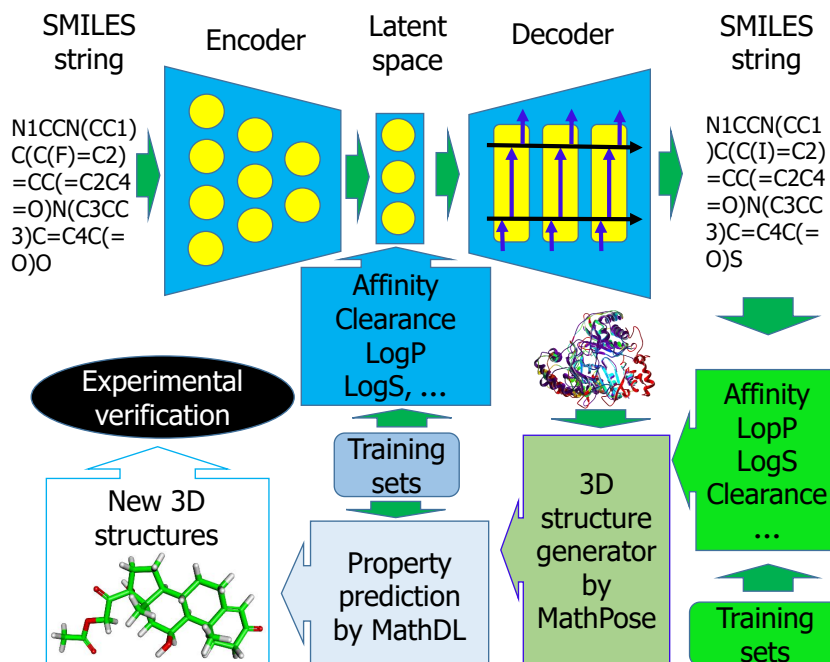 SMILES
string
Encoder
Latent
space
Decoder
SMILES
string
N1CCN(CC1)
C(C(F)=C2)
=CC(=C2C4
=O)N(C3CC
3)C=C4C(=
O)O
N1CCN(CC1
)C(C(I)=C2)
=CC(=C2C4
=O)N(C3CC
3)C=C4C(=
O)S
Affinity
Clearance
LogP
LogS, ...
Experimental
verification
Training
sets
Affinity
LopP
LogS
Clearance
...
New 3D
structures
Property
prediction
by MathDL
3D
structure
generator
by
MathPose
Training
sets